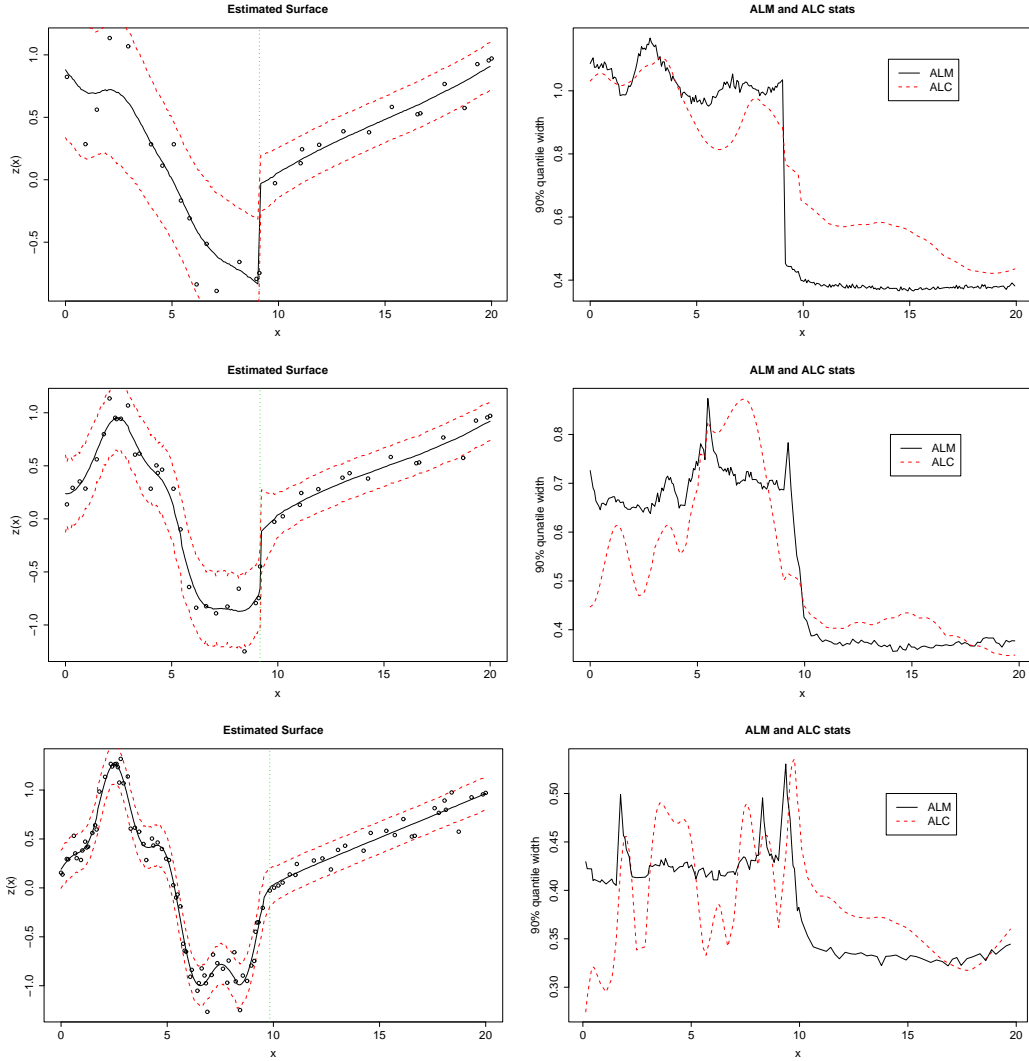 Estimated Surface
z(x)
1.0
0.5
0.0
−0.5
0 5 10 15 20
x
ALM and ALC stats
90% quantile width
1.0
0.8
0.6
0.4
ALM
ALC
0 5 10 15 20
x
Estimated Surface
z(x)
1.0
0.5
0.0
−0.5
−1.0
0 5 10 15 20
x
ALM and ALC stats
90% qunatile width
0.8
0.7
0.6
0.5
0.4
ALM
ALC
0 5 10 15 20
x
Estimated Surface
z(x)
1.0
0.5
0.0
−0.5
−1.0
0 5 10 15 20
x
ALM and ALC stats
90% quantile width
0.50
0.45
0.40
0.35
0.30
ALM
ALC
0 5 10 15 20
x